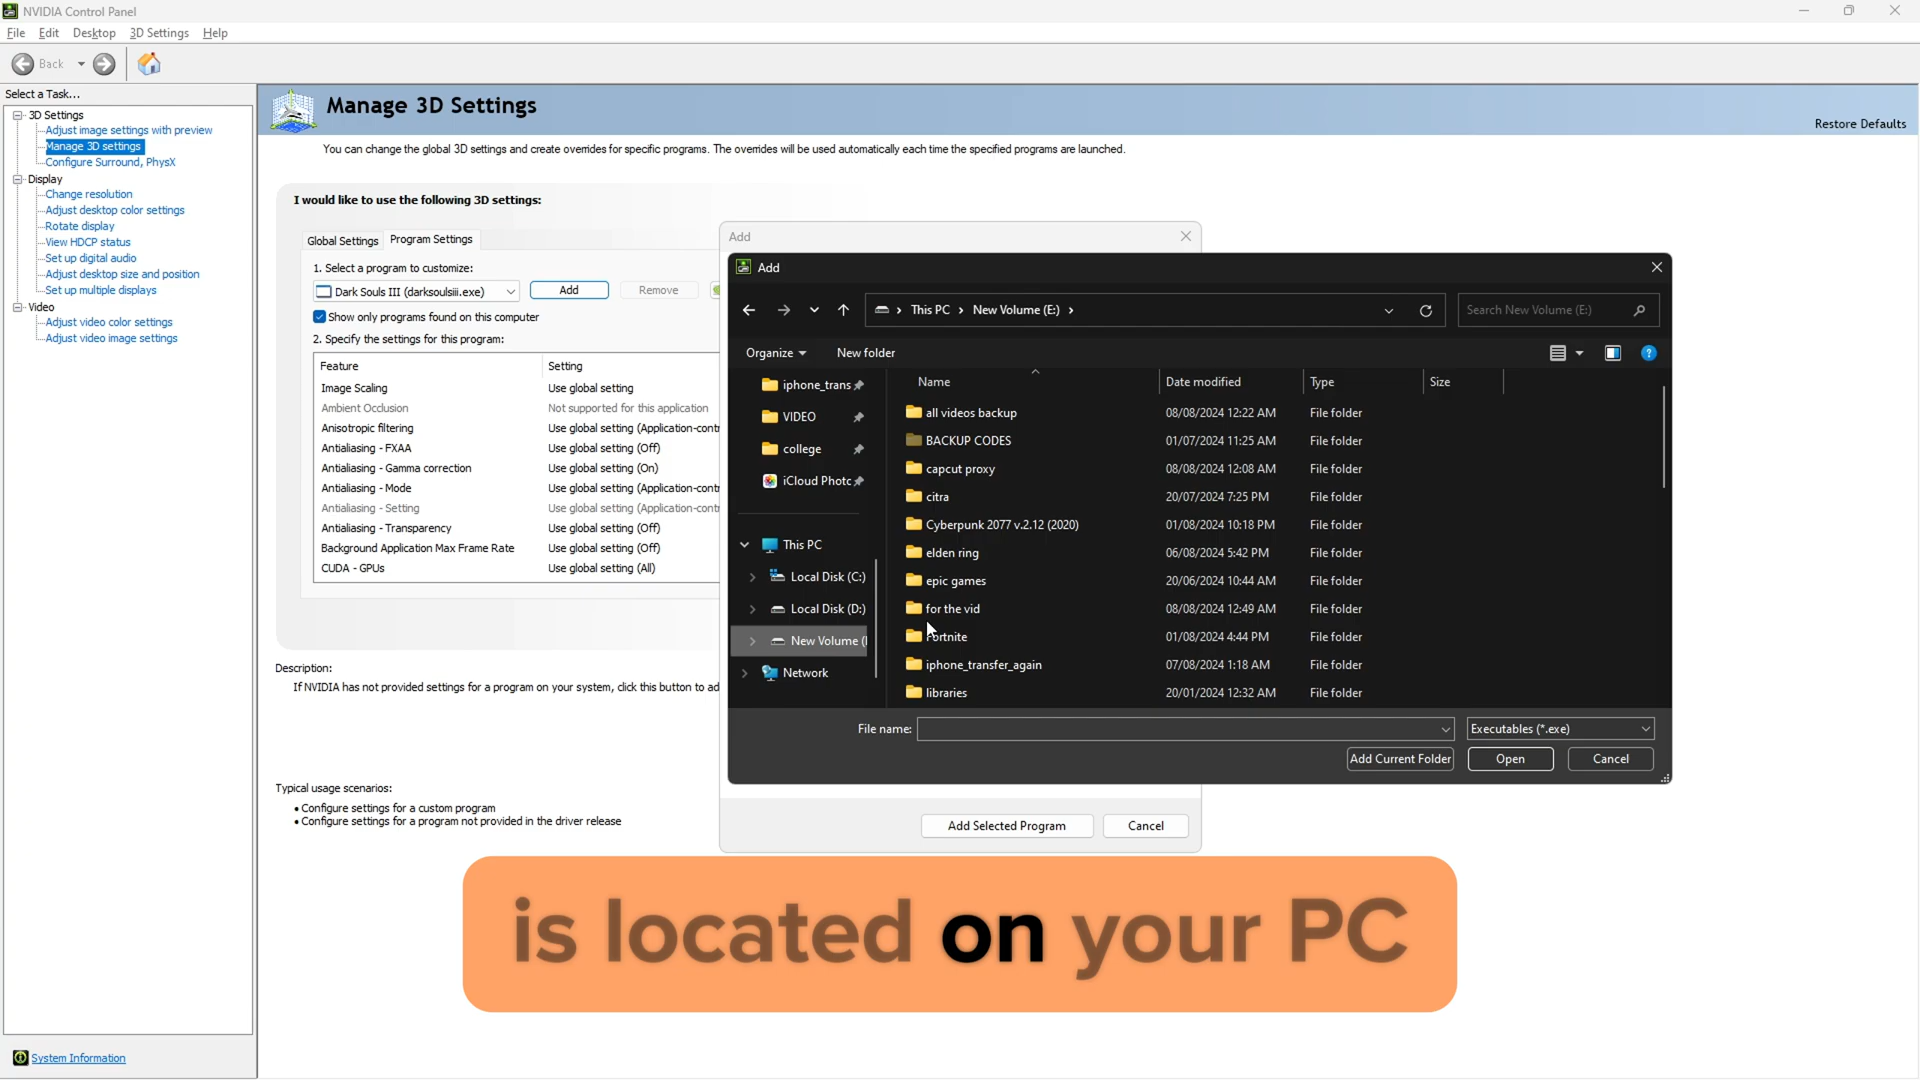 NVIDIA Control Panel
File Edit Desktop 3D Settings Help
Back
Select a Task...
3D Settings
Adjust image settings with preview
Manage 3D settings
Configure Surround, PhysX
Display
Change resolution
Adjust desktop color settings
Rotate display
View HDCP status
Set up digital audio
Adjust desktop size and position
Set up multiple displays
Video
Adjust video color settings
Adjust video image settings
System Information
Manage 3D Settings
Restore Defaults
You can change the global 3D settings and create overrides for specific programs. The overrides will be used automatically each time the specified programs are launched.
I would like to use the following 3D settings:
Global Settings Program Settings
1. Select a program to customize:
Dark Souls III (darksoulsiii.exe) Add Remove
Show only programs found on this computer
2. Specify the settings for this program:
Feature Setting
Image Scaling Use global setting
Ambient Occlusion Not supported for this application
Anisotropic filtering Use global setting (Application-cont
Antialiasing - FXAA Use global setting (Off)
Antialiasing - Gamma correction Use global setting (On)
Antialiasing - Mode Use global setting (Application-cont
Antialiasing - Setting Use global setting (Application-cont
Antialiasing - Transparency Use global setting (Off)
Background Application Max Frame Rate Use global setting (Off)
CUDA - GPUs Use global setting (All)
Description:
If NVIDIA has not provided settings for a program on your system, click this button to ad
Typical usage scenarios:
• Configure settings for a custom program
• Configure settings for a program not provided in the driver release
Add
Add
This PC > New Volume (E:) >
Search New Volume (E:)
Organize New folder
iphone_trans
VIDEO
college
iCloud Photc
This PC
Local Disk (C:)
Local Disk (D:)
New Volume (
Network
Name Date modified Type Size
all videos backup 08/08/2024 12:22 AM File folder
BACKUP CODES 01/07/2024 11:25 AM File folder
capcut proxy 08/08/2024 12:08 AM File folder
citra 20/07/2024 7:25 PM File folder
Cyberpunk 2077 v.2.12 (2020) 01/08/2024 10:18 PM File folder
elden ring 06/08/2024 5:42 PM File folder
epic games 20/06/2024 10:44 AM File folder
for the vid 08/08/2024 12:49 AM File folder
Fortnite 01/08/2024 4:44 PM File folder
iphone_transfer_again 07/08/2024 1:18 AM File folder
libraries 20/01/2024 12:32 AM File folder
File name: Executables (*.exe)
Add Current Folder Open Cancel
Add Selected Program Cancel
is located on your PC